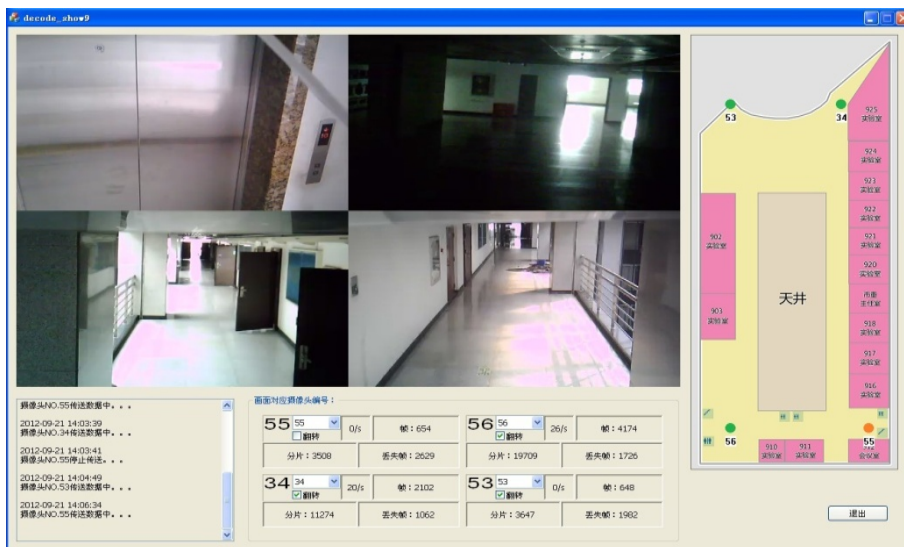 decode_show9
53
34
925
实验室
924
实验室
923
实验室
922
实验室
921
实验室
920
实验室
主任室
918
实验室
917
实验室
916
实验室
902
实验室
903
实验室
天井
56
55
910
实验室
911
实验室
会议室
摄像头NO.55传送数据中。。。
2012-09-21 14:03:39
摄像头NO.34传送数据中。。。
2012-09-21 14:03:41
摄像头NO.55停止传送。。。
2012-09-21 14:04:49
摄像头NO.53传送数据中。。。
2012-09-21 14:06:34
摄像头NO.55传送数据中。。。
画面对应摄像头编号：
55 55 翻转 0/s 帧：654
分片：3508 丢失帧：2629
56 56 翻转 26/s 帧：4174
分片：19709 丢失帧：1726
34 34 翻转 20/s 帧：2102
分片：11274 丢失帧：1062
53 53 翻转 0/s 帧：648
分片：3647 丢失帧：1982
退出